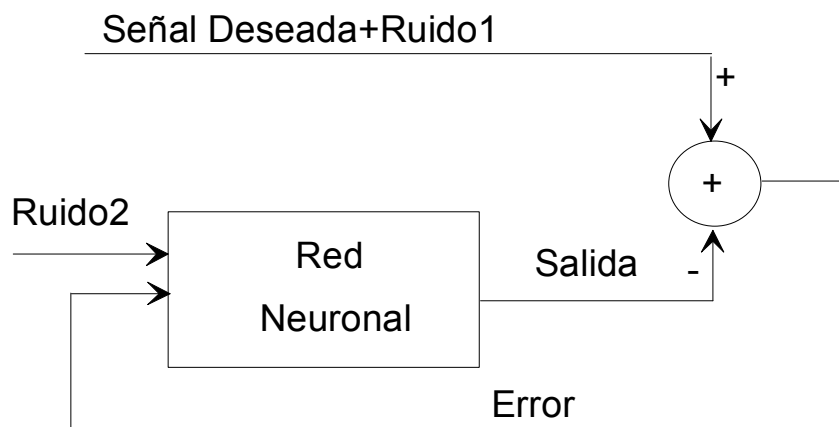 Señal Deseada+Ruido1
+
+
Ruido2
Red
Neuronal
Salida
-
Error